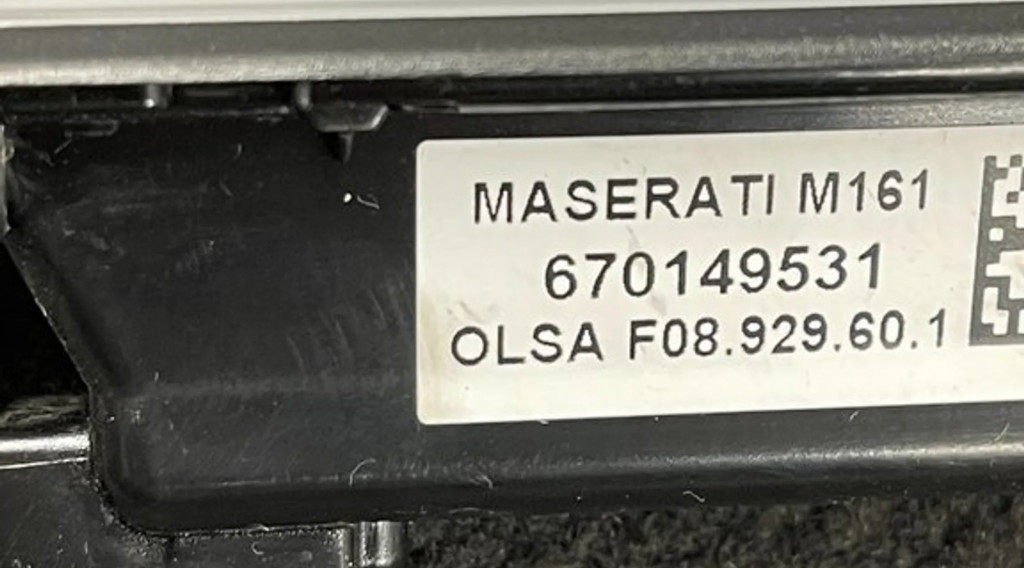 MASERATI M161
670149531
OLSA F08.929.60.1